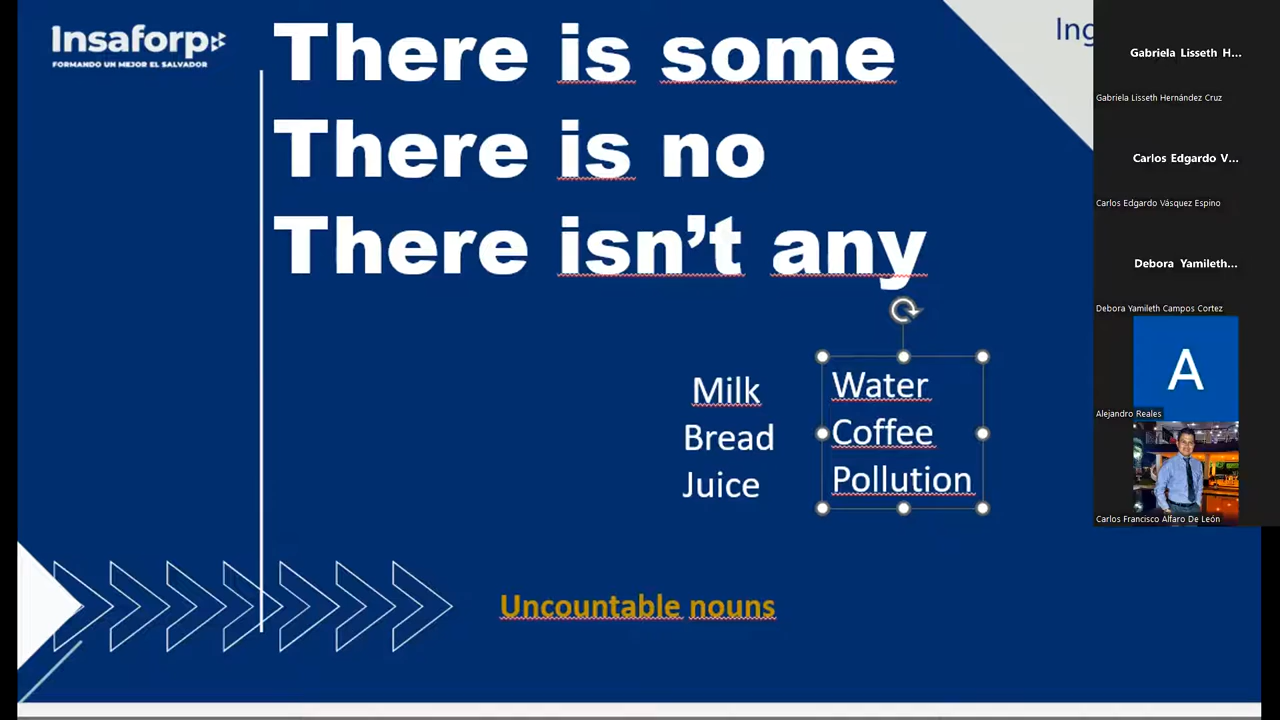 Insaforp
FORMANDO UN MEJOR EL SALVADOR
There is some
There is no
There isn't any
Ing
Milk
Bread
Juice
Water
Coffee
Pollution
Uncountable nouns
Gabriela Lisseth H...
Gabriela Lisseth Hernández Cruz
Carlos Edgardo V...
Carlos Edgardo Vásquez Espino
Debora Yamileth...
Debora Yamileth Campos Cortez
A
Alejandro Reales
Carlos Francisco Alfaro De León